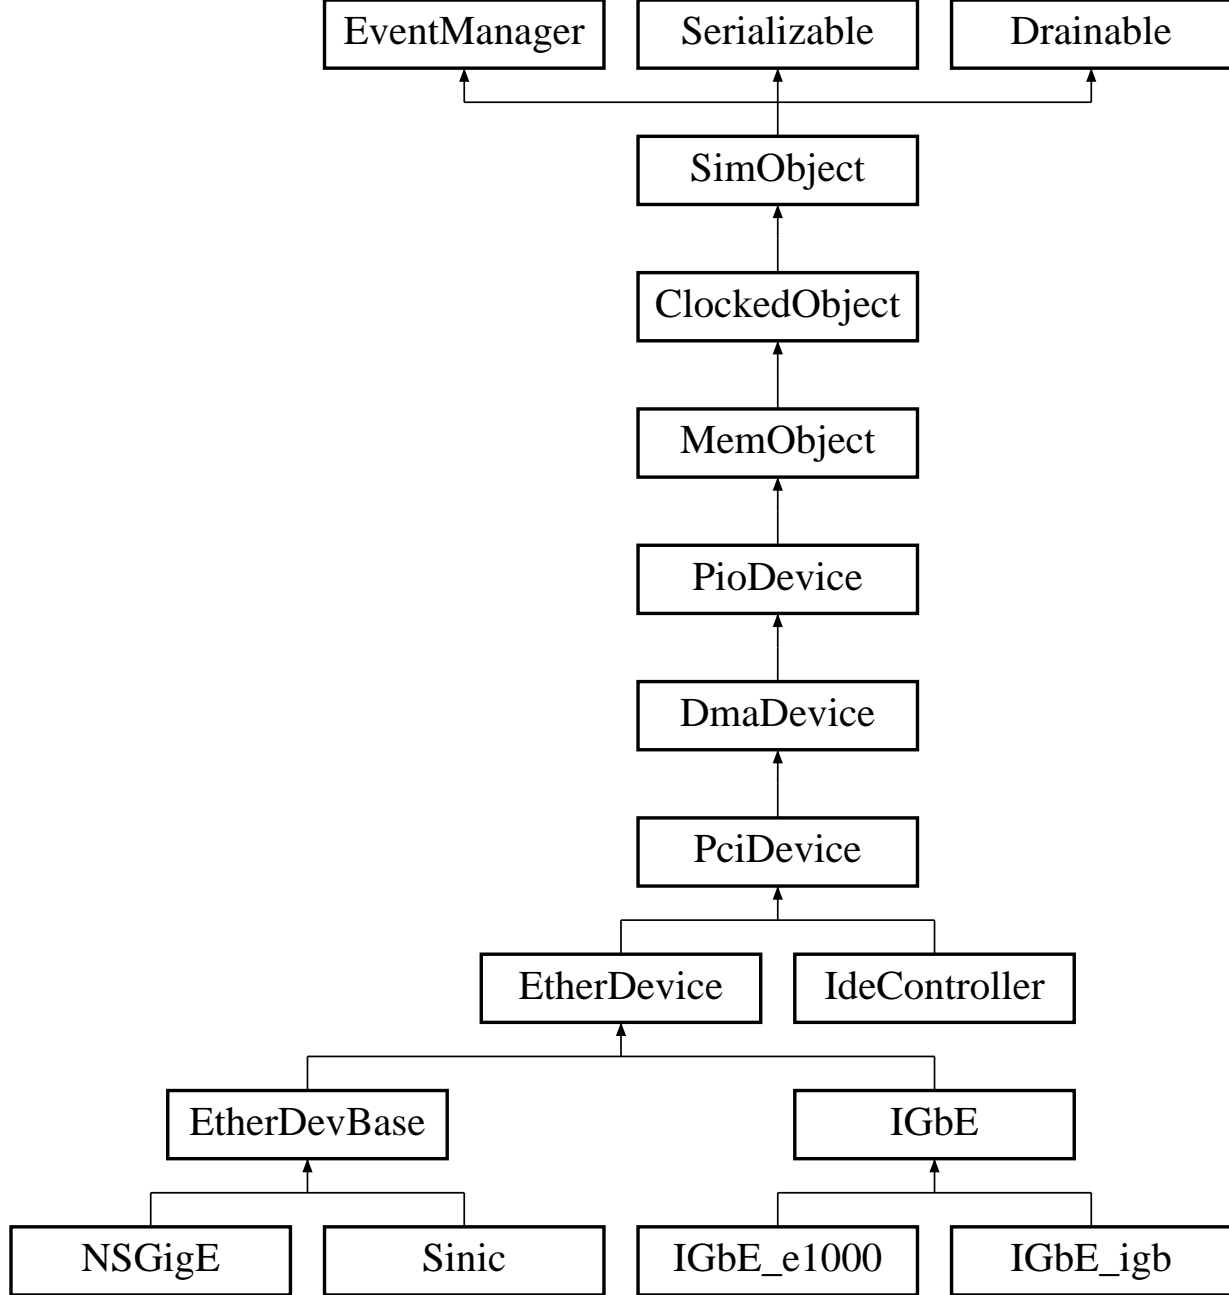 EventManager
Serializable
Drainable
SimObject
ClockedObject
MemObject
PioDevice
DmaDevice
PciDevice
EtherDevice
IdeController
EtherDevBase
IGbE
NSGigE
Sinic
IGbE_e1000
IGbE_igb